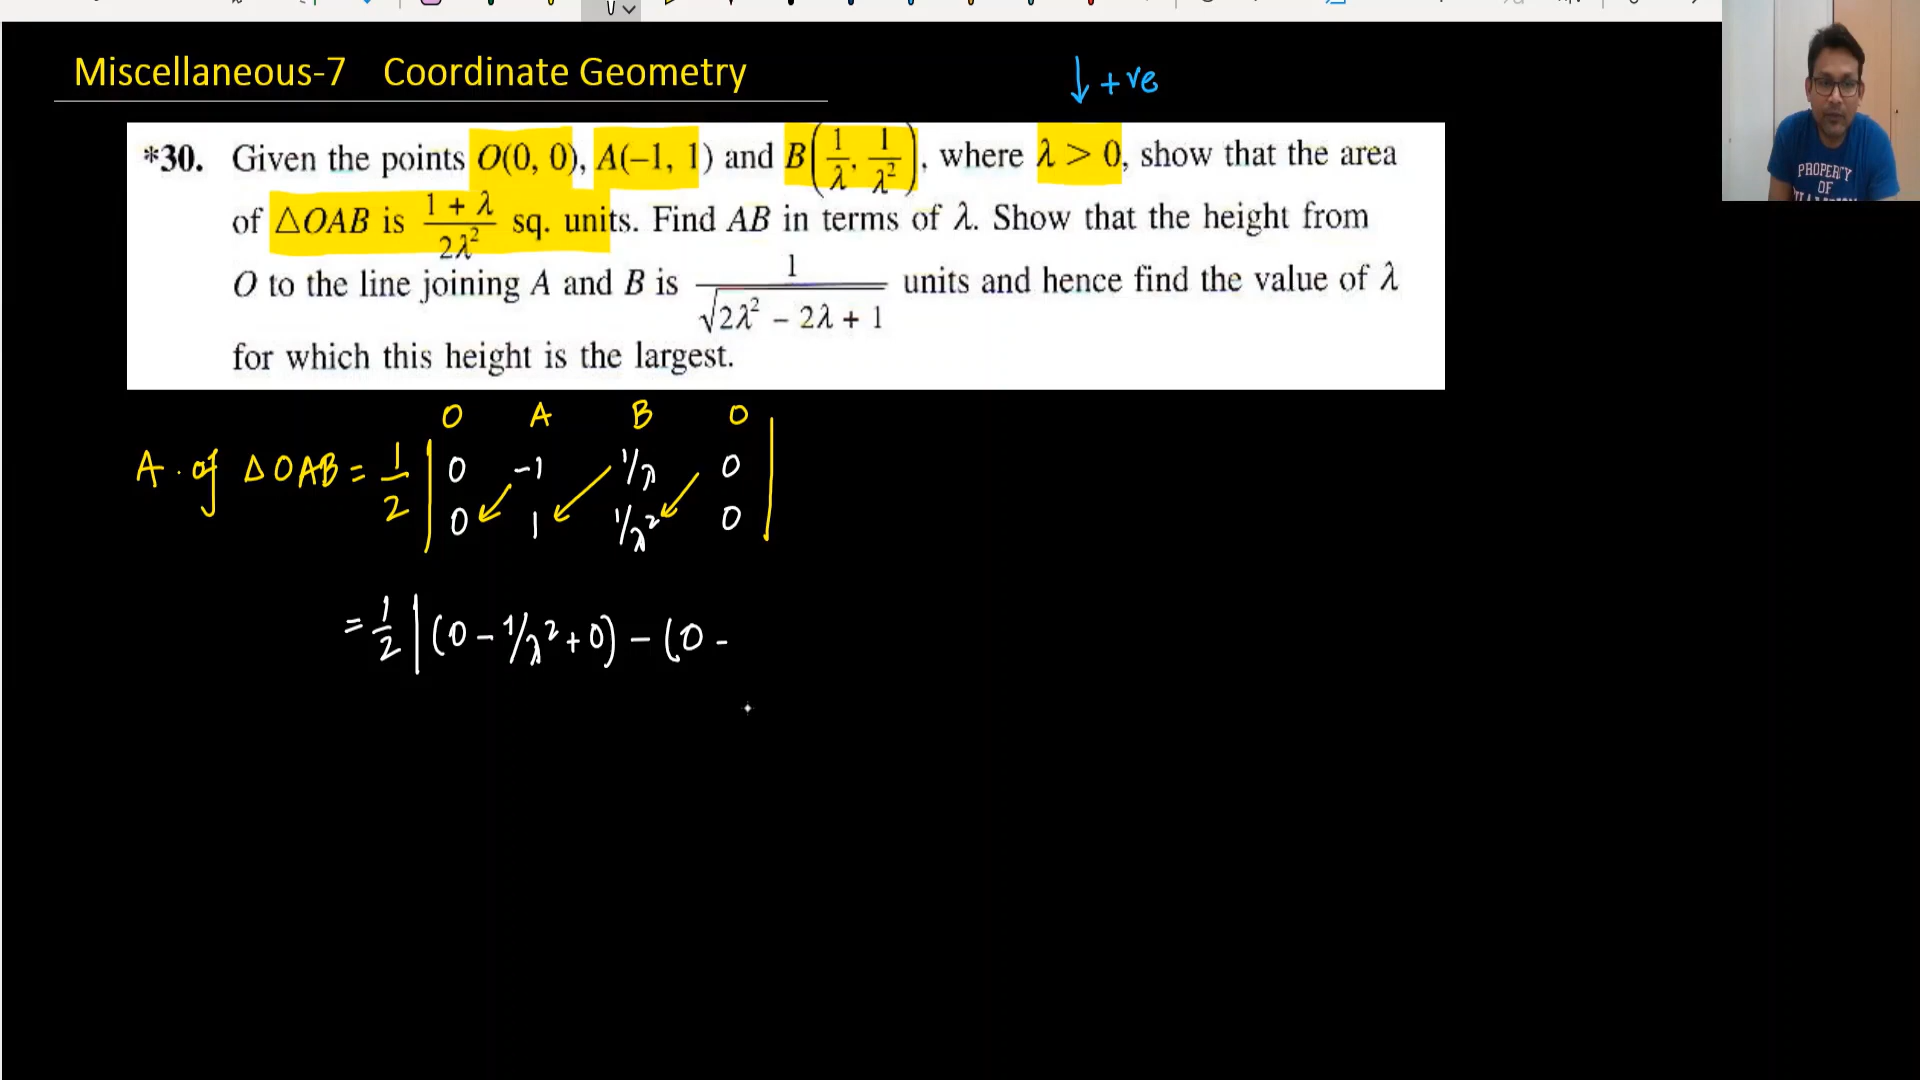 Miscellaneous-7 Coordinate Geometry
↓ +ve
*30. Given the points O(0, 0), A(–1, 1) and B(1/λ, 1/λ²), where λ > 0, show that the area
of △OAB is (1 + λ)/(2λ²) sq. units. Find AB in terms of λ. Show that the height from
O to the line joining A and B is 1/√(2λ² – 2λ + 1) units and hence find the value of λ
for which this height is the largest.
O A B O
A. of △OAB = 1/2 | 0 -1 1/λ 0 |
0 1 1/λ² 0
= 1/2 | (0 - 1/λ² + 0) - (0 -
PROPERTY
OF